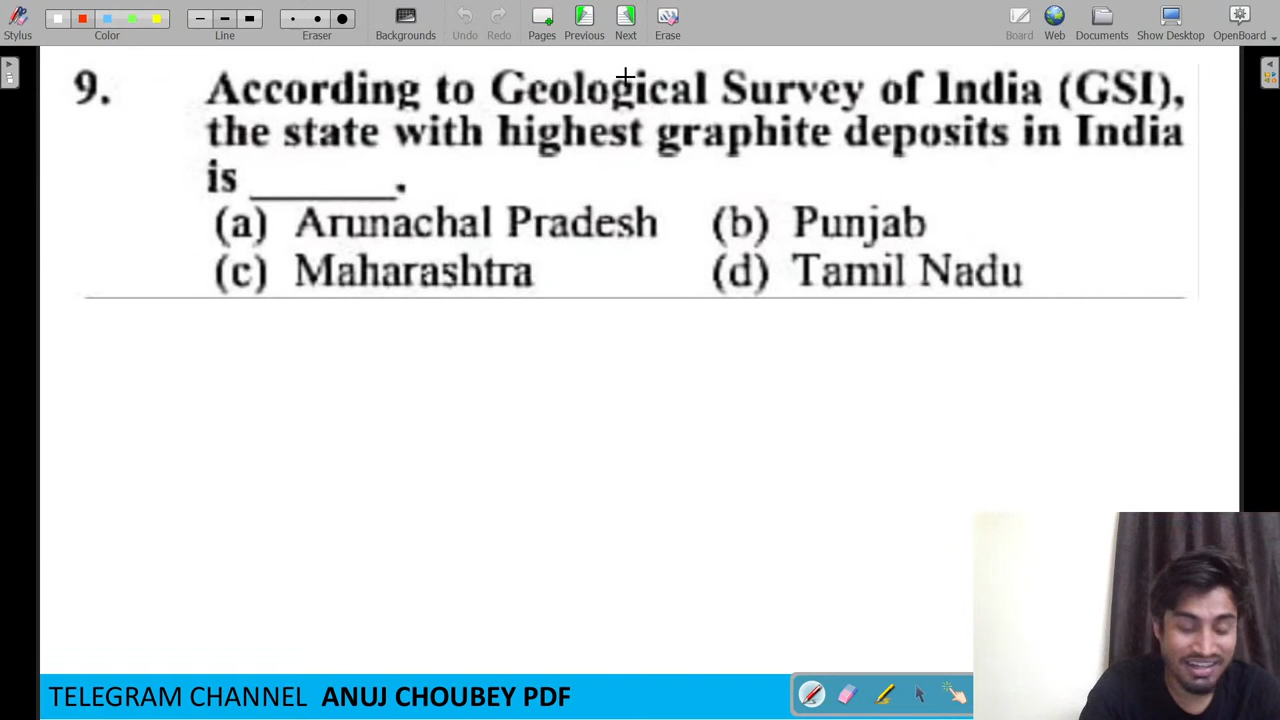 Stylus
Color
Line
Eraser
Backgrounds
Undo
Redo
Pages
Previous
Next
Erase
Board
Web
Documents
Show Desktop
OpenBoard
9. According to Geological Survey of India (GSI),
the state with highest graphite deposits in India
is ______.
(a) Arunachal Pradesh (b) Punjab
(c) Maharashtra (d) Tamil Nadu
TELEGRAM CHANNEL ANUJ CHOUBEY PDF